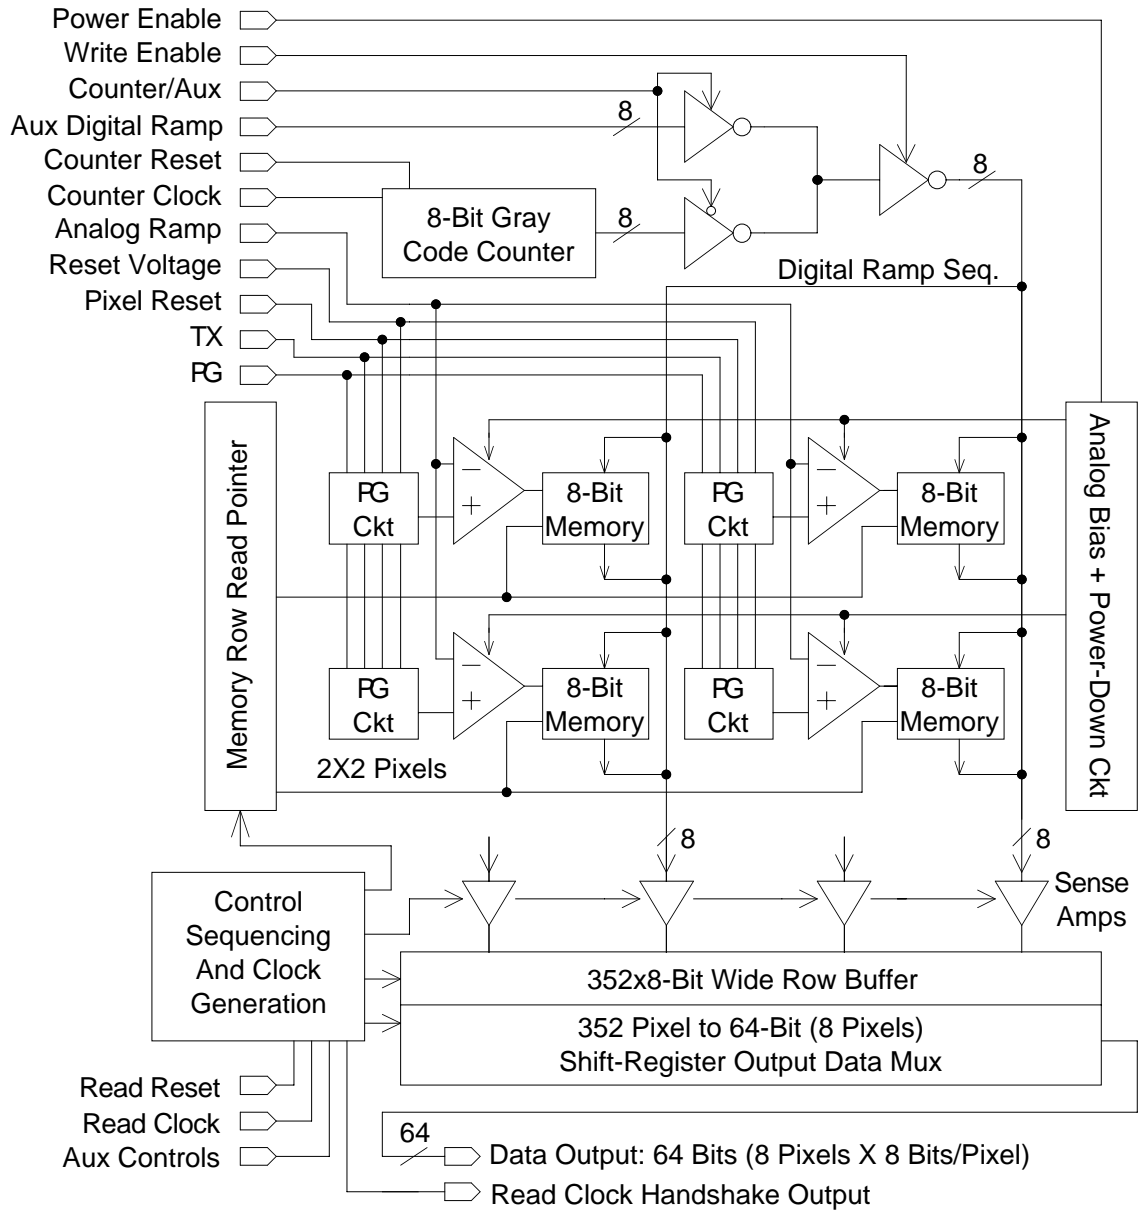 Power Enable
Write Enable
Counter/Aux
Aux Digital Ramp
Counter Reset
Counter Clock
Analog Ramp
Reset Voltage
Pixel Reset
TX
PG
8
8
8
8-Bit Gray
Code Counter
Digital Ramp Seq.
Memory Row Read Pointer
Analog Bias + Power-Down Ckt
PG
Ckt
−
+
8-Bit
Memory
PG
Ckt
−
+
8-Bit
Memory
PG
Ckt
−
+
8-Bit
Memory
PG
Ckt
−
+
8-Bit
Memory
2X2 Pixels
8
8
Sense
Amps
Control
Sequencing
And Clock
Generation
352x8-Bit Wide Row Buffer
352 Pixel to 64-Bit (8 Pixels)
Shift-Register Output Data Mux
Read Reset
Read Clock
Aux Controls
64
Data Output: 64 Bits (8 Pixels X 8 Bits/Pixel)
Read Clock Handshake Output